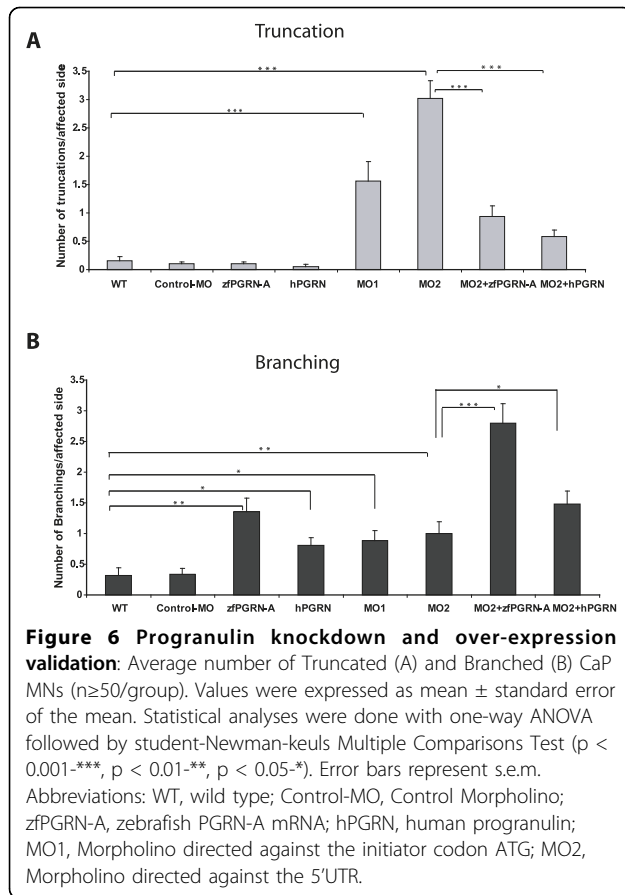 A
Truncation
Number of truncations/affected side
3.5
3
2.5
2
1.5
1
0.5
0
***
***
***
***
WT Control-MO zfPGRN-A hPGRN MO1 MO2 MO2+zfPGRN-A MO2+hPGRN
B
Branching
Number of Branchings/affected side
3.5
3
2.5
2
1.5
1
0.5
0
*
***
**
*
*
**
WT Control-MO zfPGRN-A hPGRN MO1 MO2 MO2+zfPGRN-A MO2+hPGRN
Figure 6 Progranulin knockdown and over-expression
validation: Average number of Truncated (A) and Branched (B) CaP
MNs (n≥50/group). Values were expressed as mean ± standard error
of the mean. Statistical analyses were done with one-way ANOVA
followed by student-Newman-keuls Multiple Comparisons Test (p <
0.001-***, p < 0.01-**, p < 0.05-*). Error bars represent s.e.m.
Abbreviations: WT, wild type; Control-MO, Control Morpholino;
zfPGRN-A, zebrafish PGRN-A mRNA; hPGRN, human progranulin;
MO1, Morpholino directed against the initiator codon ATG; MO2,
Morpholino directed against the 5'UTR.